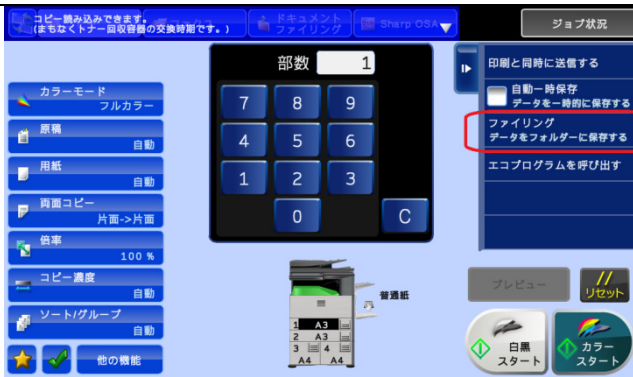 コピー読み込みできます。
(まもなくトナー回収容器の交換時期です。)
ドキュメント
ファイリング
Sharp OSA
ジョブ状況
カラーモード
フルカラー
原稿
自動
用紙
自動
両面コピー
片面->片面
倍率
100 %
コピー濃度
自動
ソート/グループ
自動
他の機能
部数
1
7 8 9
4 5 6
1 2 3
0 C
普通紙
1 A3
2 A3
3 4
A4 A4
印刷と同時に送信する
自動一時保存
データを一時的に保存する
ファイリング
データをフォルダーに保存する
エコプログラムを呼び出す
プレビュー
リセット
白黒
スタート
カラー
スタート